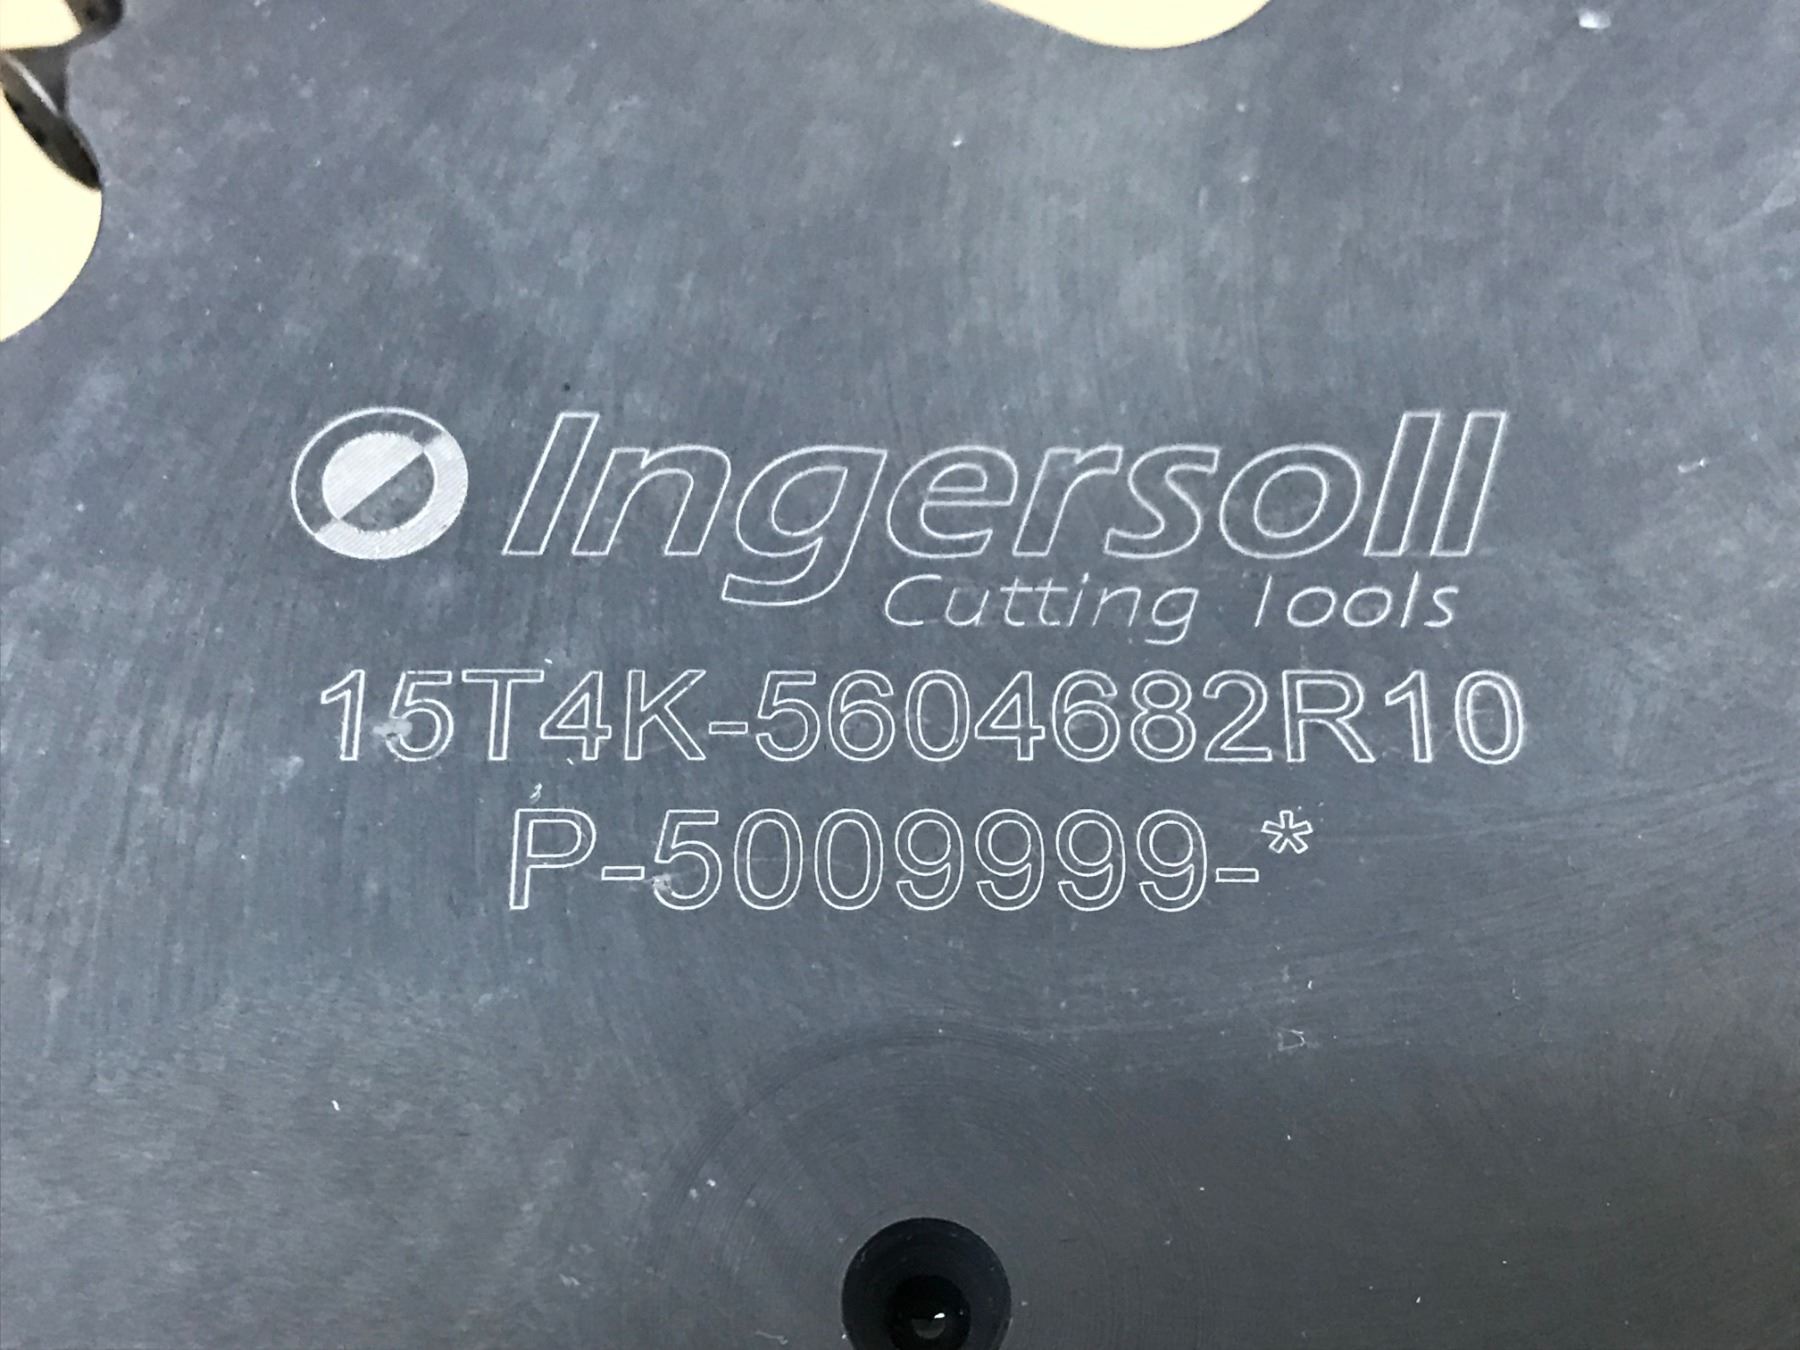 Ingersoll
Cutting Tools
15T4K-5604682R10
P-5009999-*